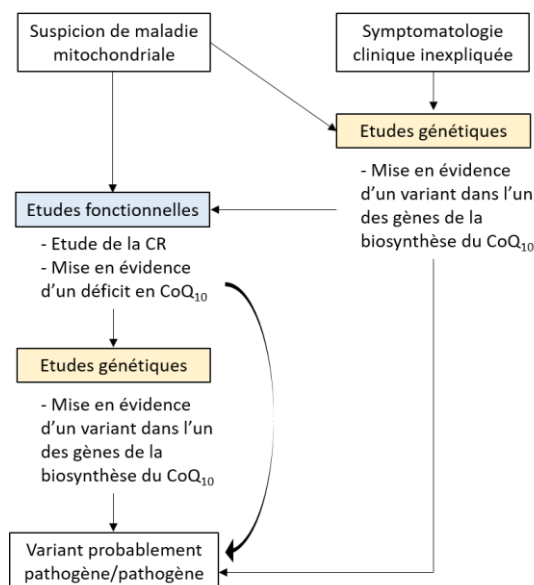 Suspicion de maladie
mitochondriale
Symptomatologie
clinique inexpliquée
Etudes génétiques
- Mise en évidence
d'un variant dans l'un
des gènes de la
biosynthèse du CoQ₁₀
Etudes fonctionnelles
- Etude de la CR
- Mise en évidence
d'un déficit en CoQ₁₀
Etudes génétiques
- Mise en évidence
d'un variant dans l'un
des gènes de la
biosynthèse du CoQ₁₀
Variant probablement
pathogène/pathogène